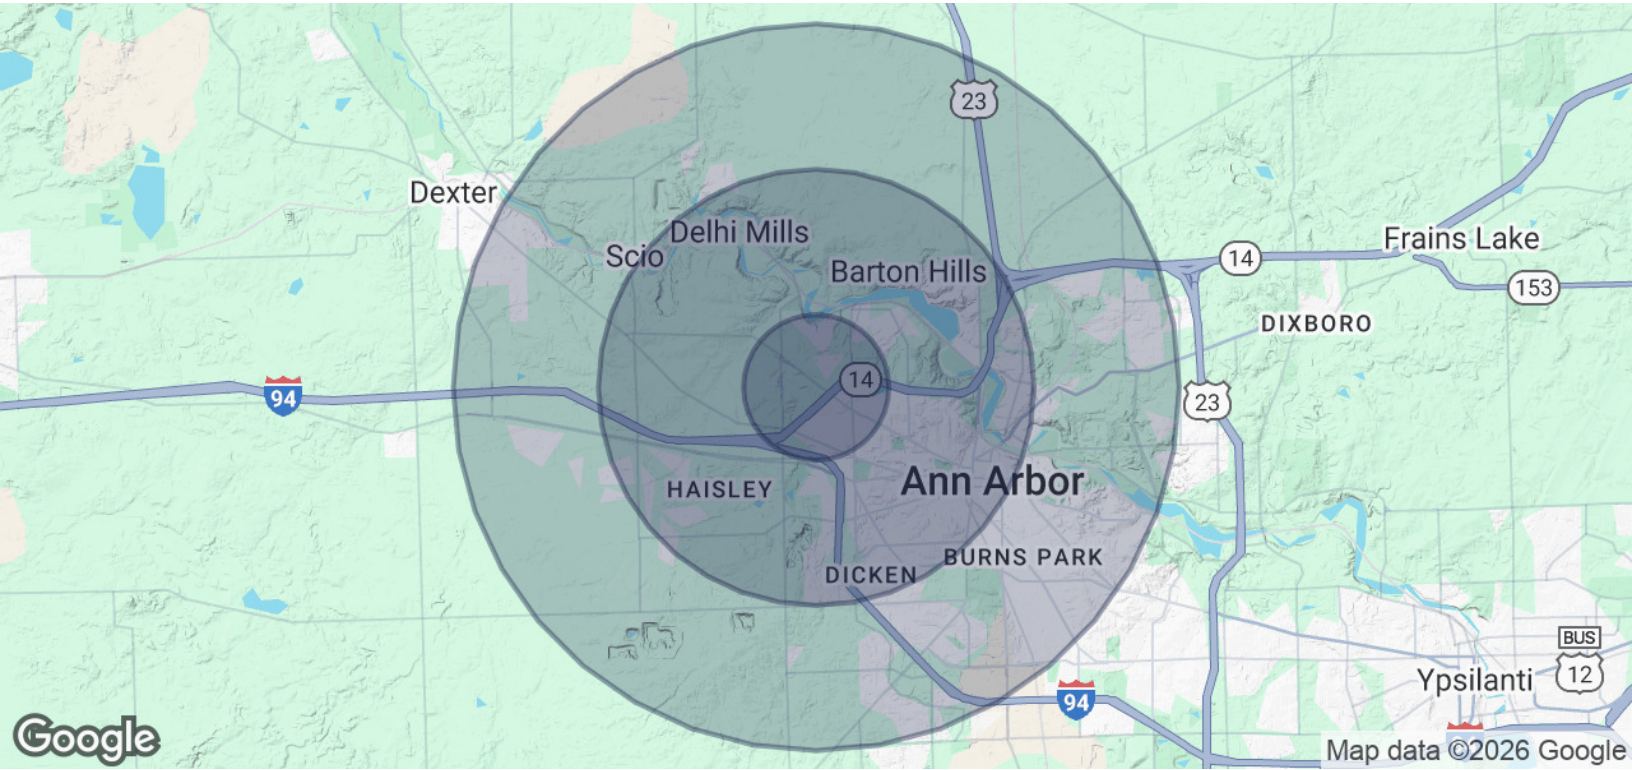 23
Dexter
Delhi Mills
Scio
Frains Lake
14
Barton Hills
153
DIXBORO
14
94
23
Ann Arbor
HAISLEY
BURNS PARK
DICKEN
BUS
12
Ypsilanti
94
Google
Map data ©2026 Google